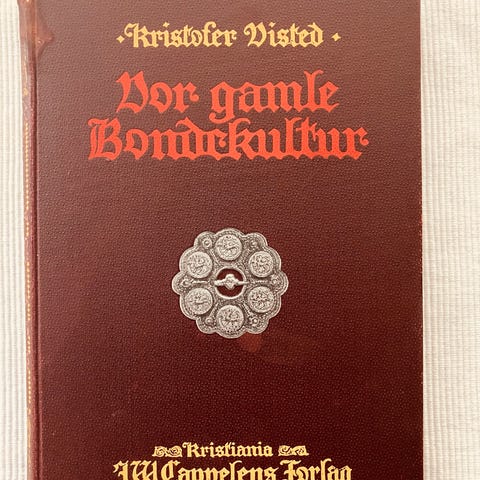 Kristofer Visted
Vor gamle
Bondekultur
Kristiania
J.W. Cappelens Forlag